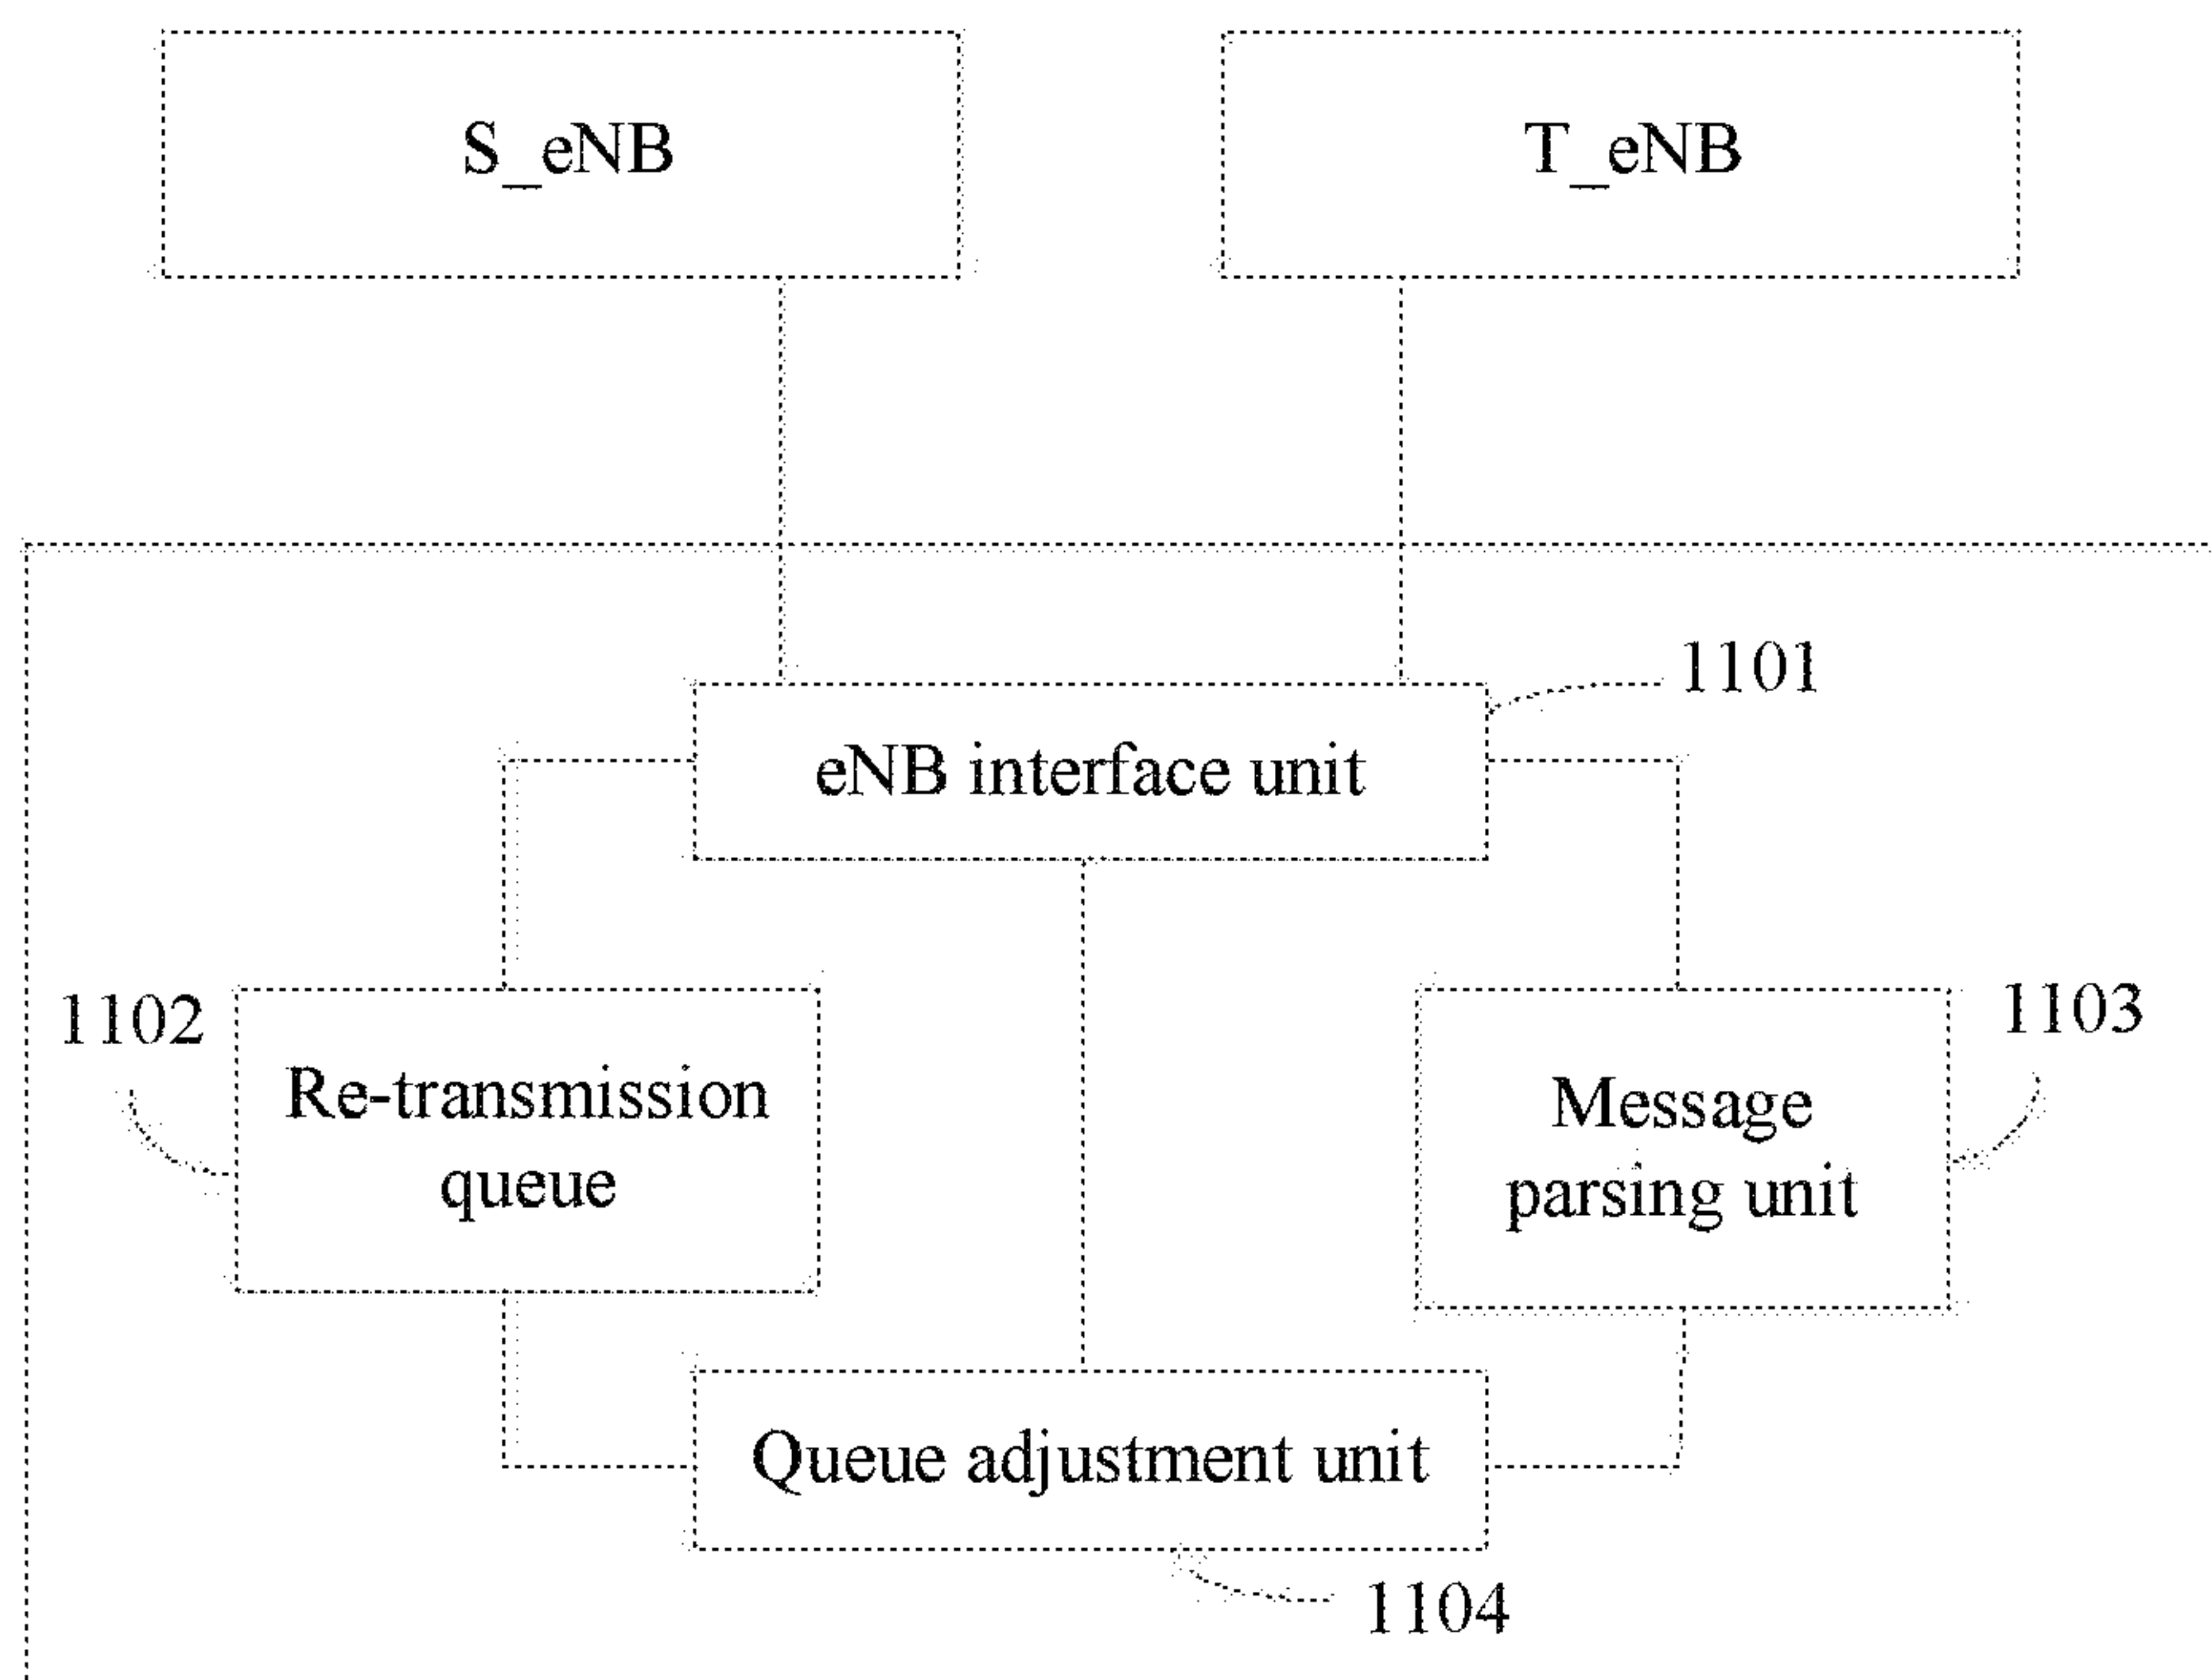 S_eNB
T_eNB
1101
eNB interface unit
1102
1103
Re-transmission
queue
Message
parsing unit
Queue adjustment unit
1104